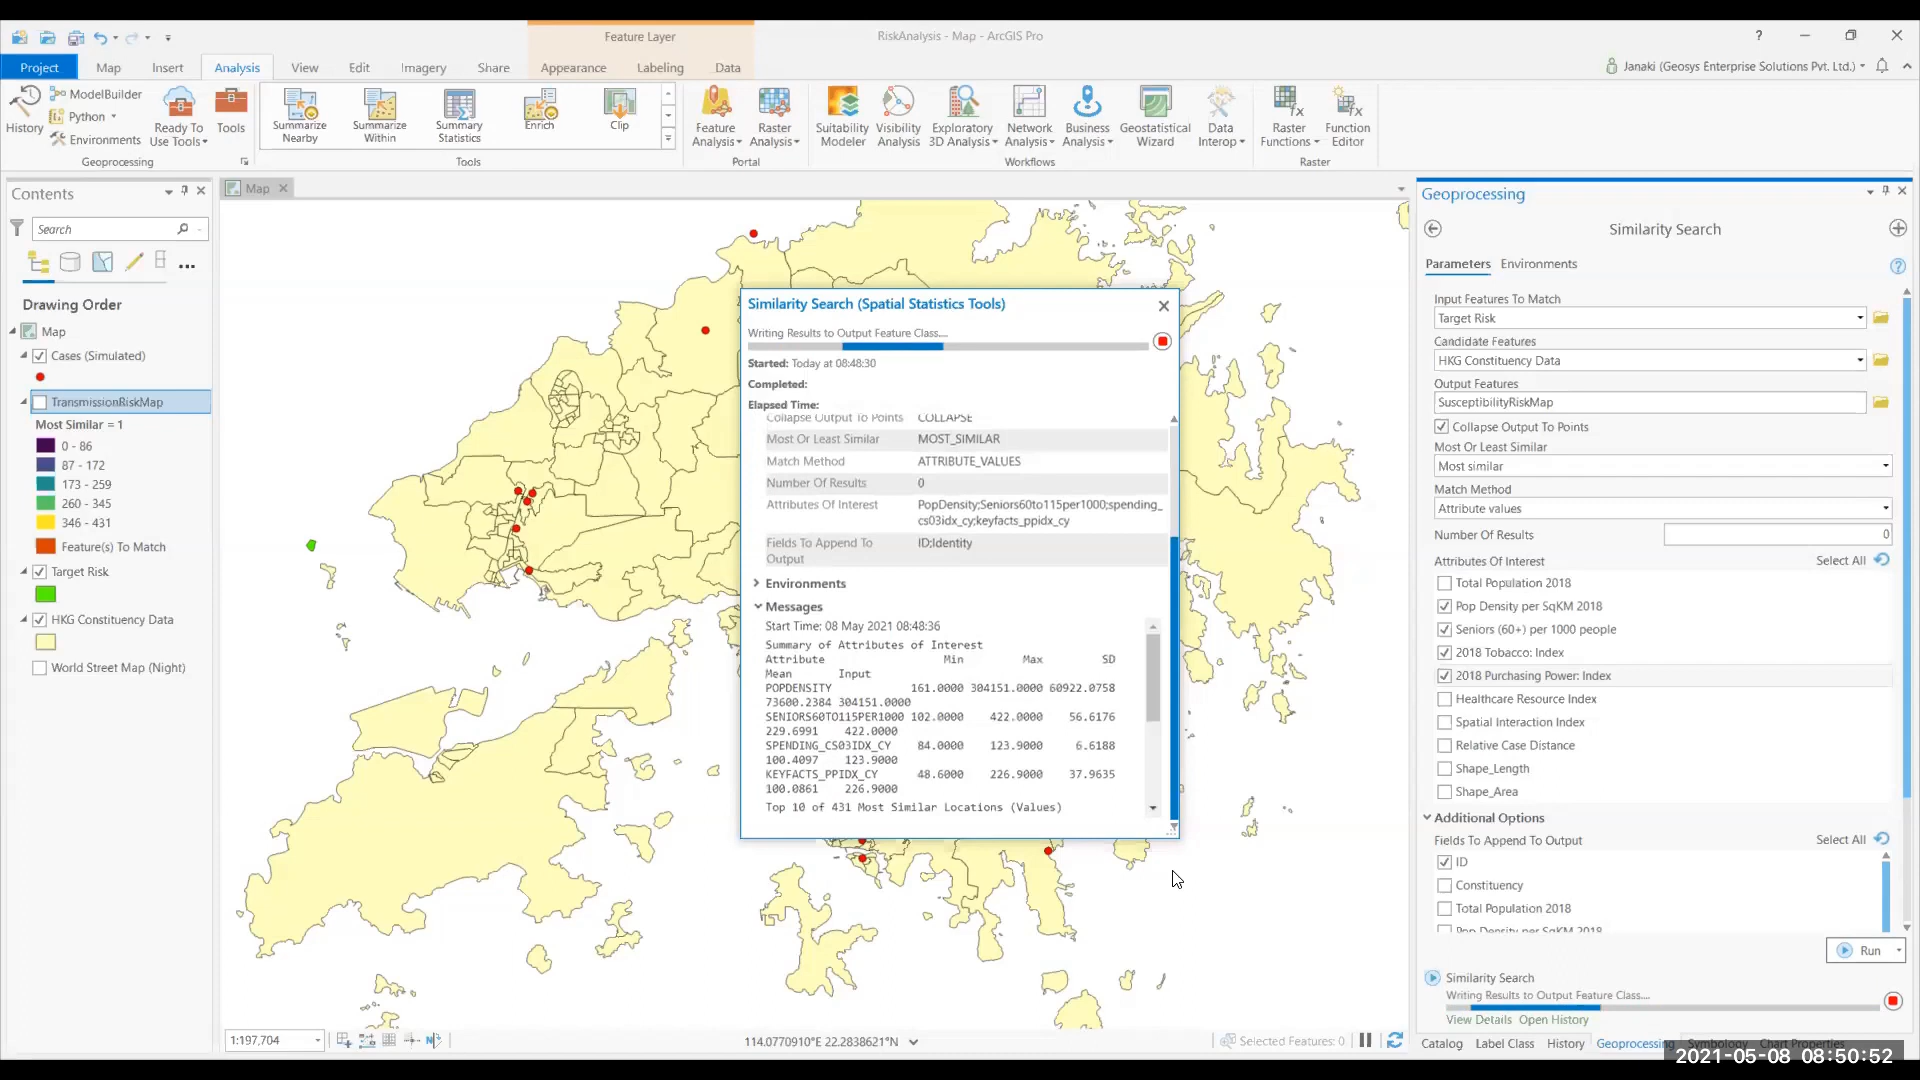 Feature Layer
RiskAnalysis - Map - ArcGIS Pro
?
Project Map Insert Analysis View Edit Imagery Share Appearance Labeling Data
Janaki (Geosys Enterprise Solutions Pvt. Ltd.)
History
ModelBuilder
Python
Environments
Ready To Use Tools
Tools
Geoprocessing
Summarize Nearby
Summarize Within
Summary Statistics
Enrich
Clip
Tools
Feature Analysis
Raster Analysis
Portal
Suitability Modeler
Visibility Analysis
Exploratory 3D Analysis
Network Analysis
Business Analysis
Geostatistical Wizard
Data Interop
Workflows
Raster Functions
Function Editor
Raster
Contents
Search
Drawing Order
Map
Cases (Simulated)
TransmissionRiskMap
Most Similar = 1
0 - 86
87 - 172
173 - 259
260 - 345
346 - 431
Feature(s) To Match
Target Risk
HKG Constituency Data
World Street Map (Night)
Map
Similarity Search (Spatial Statistics Tools)
Writing Results to Output Feature Class....
Started: Today at 08:48:30
Completed:
Elapsed Time:
Collapse Output To Points COLLAPSE
Most Or Least Similar MOST_SIMILAR
Match Method ATTRIBUTE_VALUES
Number Of Results 0
Attributes Of Interest PopDensity;Seniors60to115per1000;spending_
cs03idx_cy;keyfacts_ppidx_cy
Fields To Append To ID;Identity
Output
Environments
Messages
Start Time: 08 May 2021 08:48:36
Summary of Attributes of Interest
Attribute Min Max SD
Mean Input
POPDENSITY 161.0000 304151.0000 60922.0758
73600.2384 304151.0000
SENIORS60TO115PER1000 102.0000 422.0000 56.6176
229.6991 422.0000
SPENDING_CS03IDX_CY 84.0000 123.9000 6.6188
100.4097 123.9000
KEYFACTS_PPIDX_CY 48.6000 226.9000 37.9635
100.0861 226.9000
Top 10 of 431 Most Similar Locations (Values)
1:197,704
114.0770910°E 22.2838621°N
Selected Features: 0
Geoprocessing
Similarity Search
Parameters Environments
Input Features To Match
Target Risk
Candidate Features
HKG Constituency Data
Output Features
SusceptibilityRiskMap
Collapse Output To Points
Most Or Least Similar
Most similar
Match Method
Attribute values
Number Of Results 0
Attributes Of Interest Select All
Total Population 2018
Pop Density per SqKM 2018
Seniors (60+) per 1000 people
2018 Tobacco: Index
2018 Purchasing Power: Index
Healthcare Resource Index
Spatial Interaction Index
Relative Case Distance
Shape_Length
Shape_Area
Additional Options
Fields To Append To Output Select All
ID
Constituency
Total Population 2018
Pop Density per SqKM 2018
Run
Similarity Search
Writing Results to Output Feature Class....
View Details Open History
Catalog Label Class History Geoprocessing Symbology Chart Properties
2021-05-08 08:50:52